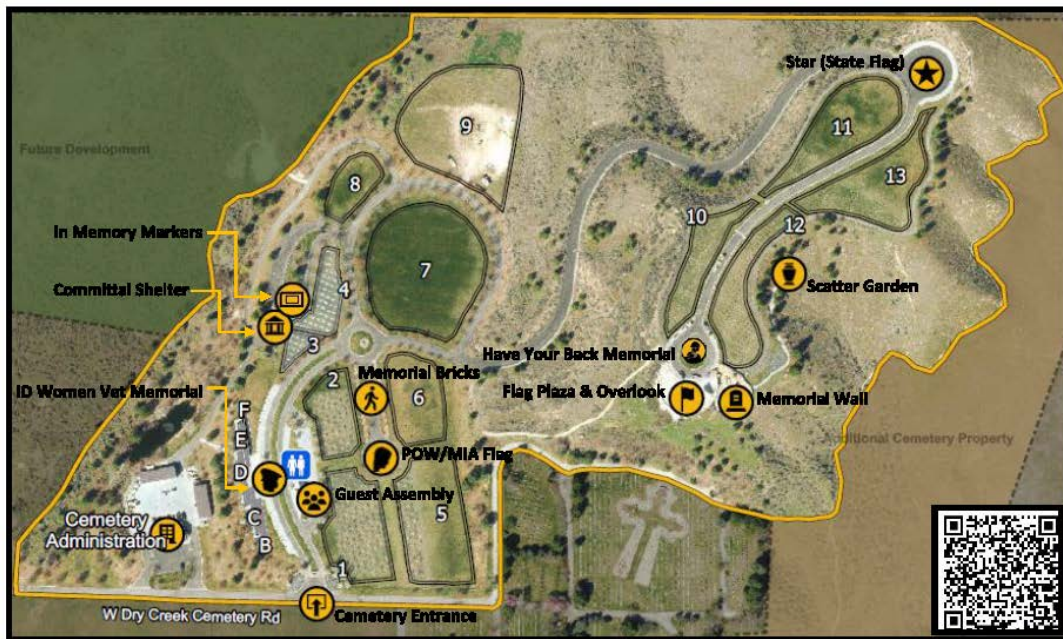 Star (State Flag)
9
11
Future Development
8
13
10
12
In Memory Markers
7
4
Committal Shelter
Scatter Garden
3
Have Your Back Memorial
Memorial Bricks
2
ID Women Vet Memorial
6
Flag Plaza & Overlook
Memorial Wall
F
E
Additional Cemetery Property
POW/MIA Flag
D
Guest Assembly
C
5
Cemetery
Administration
B
1
W Dry Creek Cemetery Rd
Cemetery Entrance